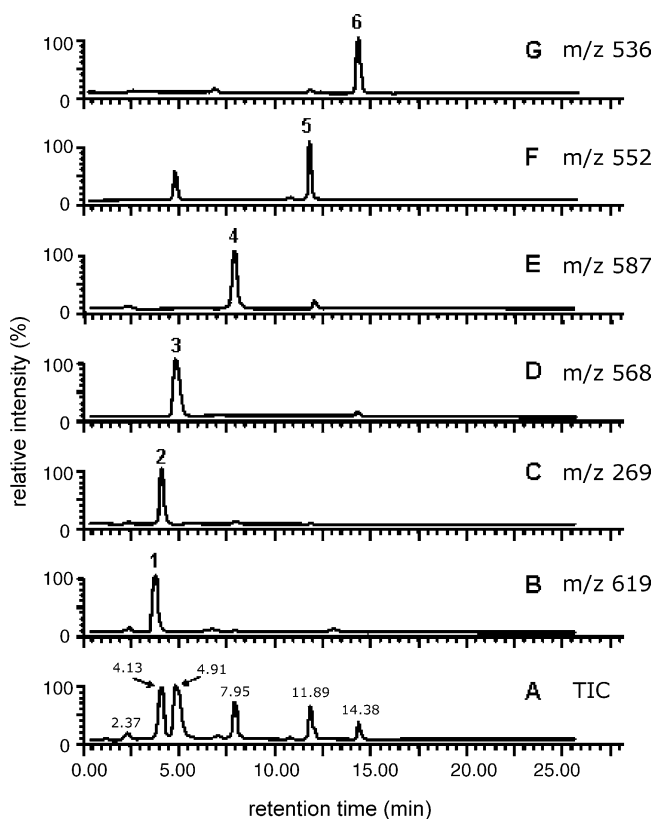 6
100
0
G m/z 536
5
100
0
F m/z 552
4
100
0
E m/z 587
3
100
0
D m/z 568
2
100
0
C m/z 269
1
100
0
B m/z 619
4.13
4.91
100
0
2.37
7.95
11.89
14.38
A TIC
0.00 5.00 10.00 15.00 20.00 25.00
retention time (min)
relative intensity (%)